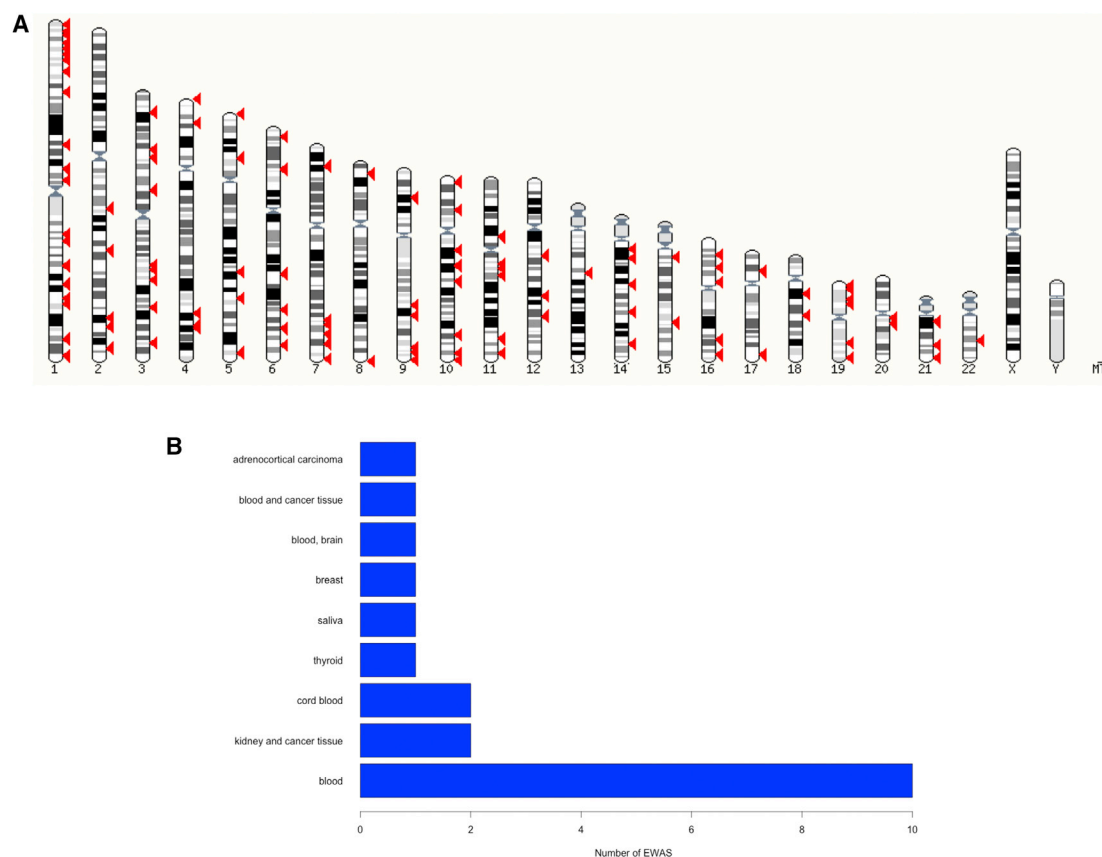 A
1 2 3 4 5 6 7 8 9 10 11 12 13 14 15 16 17 18 19 20 21 22 X Y
B
adrenocortical carcinoma
blood and cancer tissue
blood, brain
breast
saliva
thyroid
cord blood
kidney and cancer tissue
blood
0 2 4 6 8 10
Number of EWAS